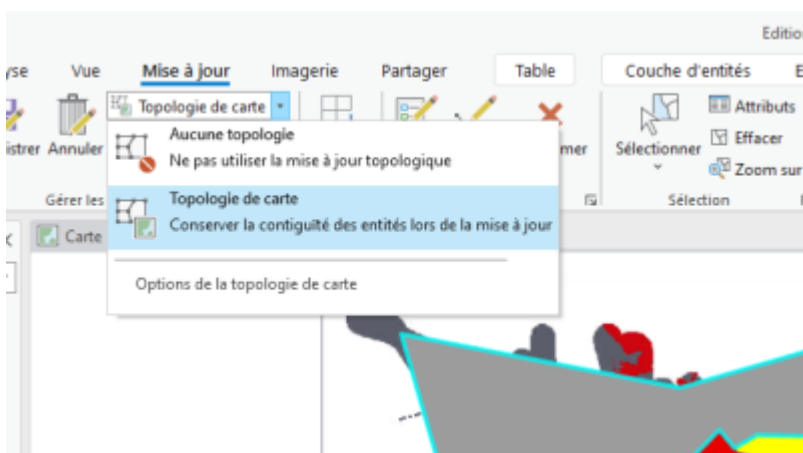 Edition
yse Vue Mise à jour Imagerie Partager Table Couche d'entités E
Topologie de carte
Attributs
strer Annuler
Aucune topologie
Ne pas utiliser la mise à jour topologique
mer Sélectionner
Effacer
Zoom sur
Gérer les
Topologie de carte
Sélection
Conserver la contiguïté des entités lors de la mise à jour
Carte
Options de la topologie de carte